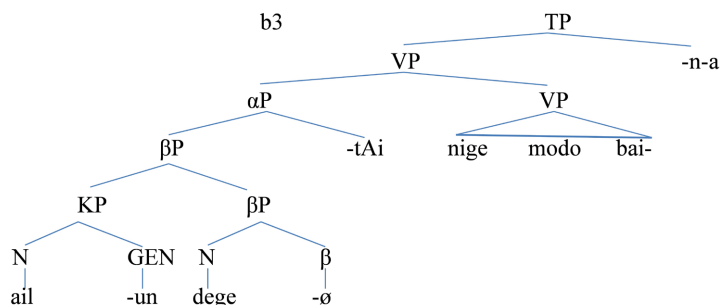 b3 TP
VP -n-a
αP VP
βP -tAi nige modo bai-
KP βP
N GEN N β
ail -un dege -ø